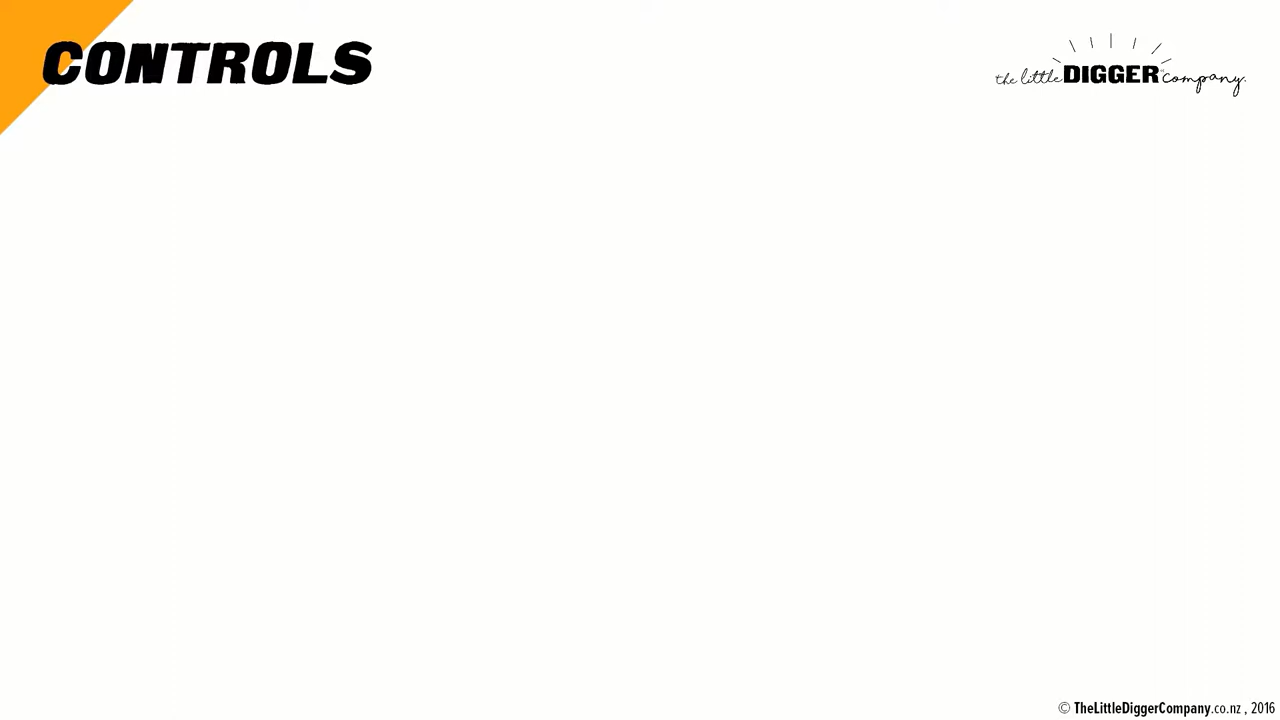 CONTROLS
the little DIGGER company.
© TheLittleDiggerCompany.co.nz , 2016